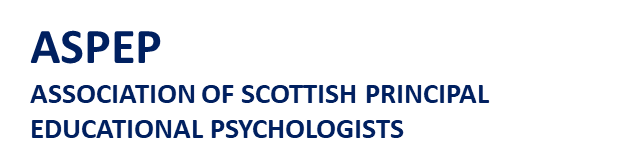 ASPEP
ASSOCIATION OF SCOTTISH PRINCIPAL
EDUCATIONAL PSYCHOLOGISTS